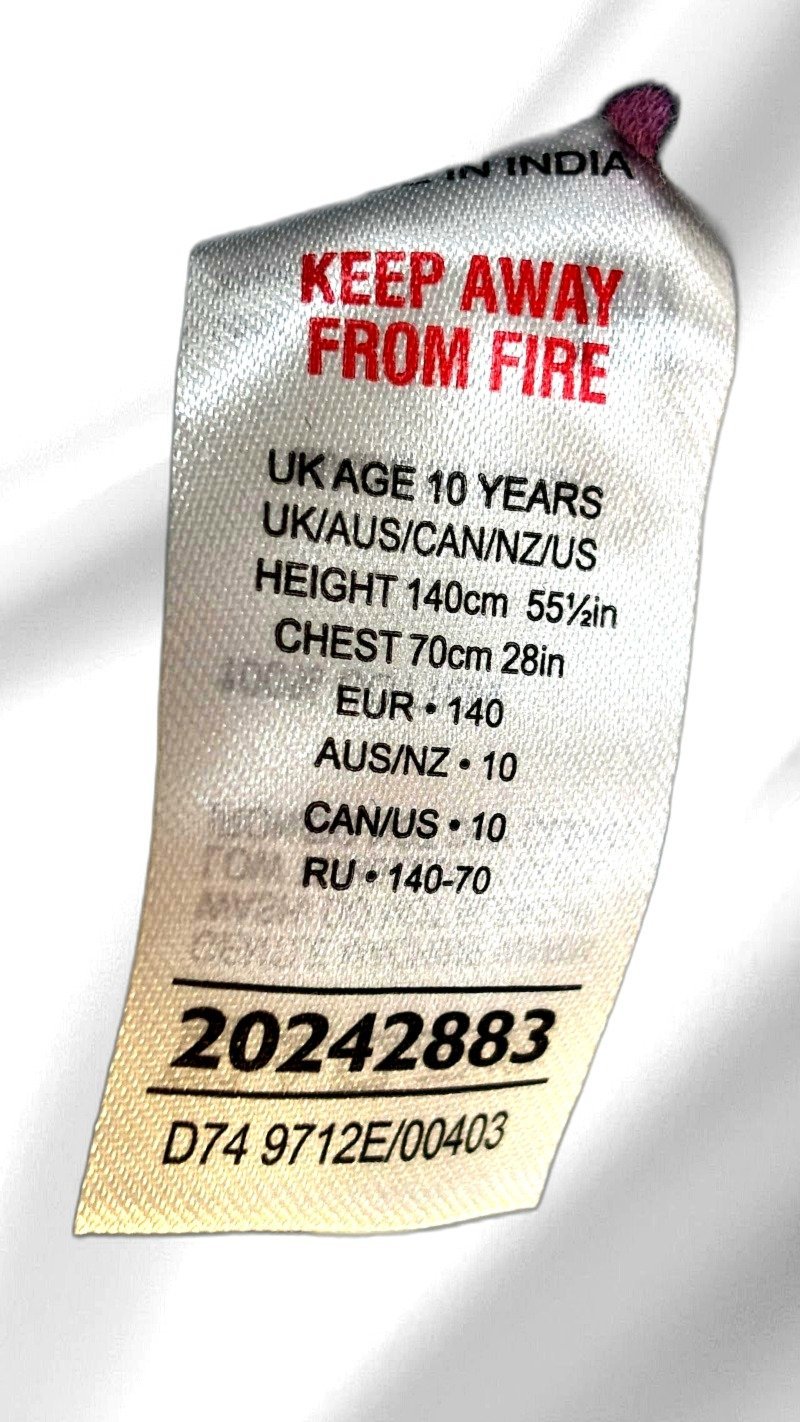 IN INDIA
KEEP AWAY
FROM FIRE
UK AGE 10 YEARS
UK/AUS/CAN/NZ/US
HEIGHT 140cm 55½in
CHEST 70cm 28in
EUR • 140
AUS/NZ • 10
CAN/US • 10
RU • 140-70
20242883
D74 9712E/00403